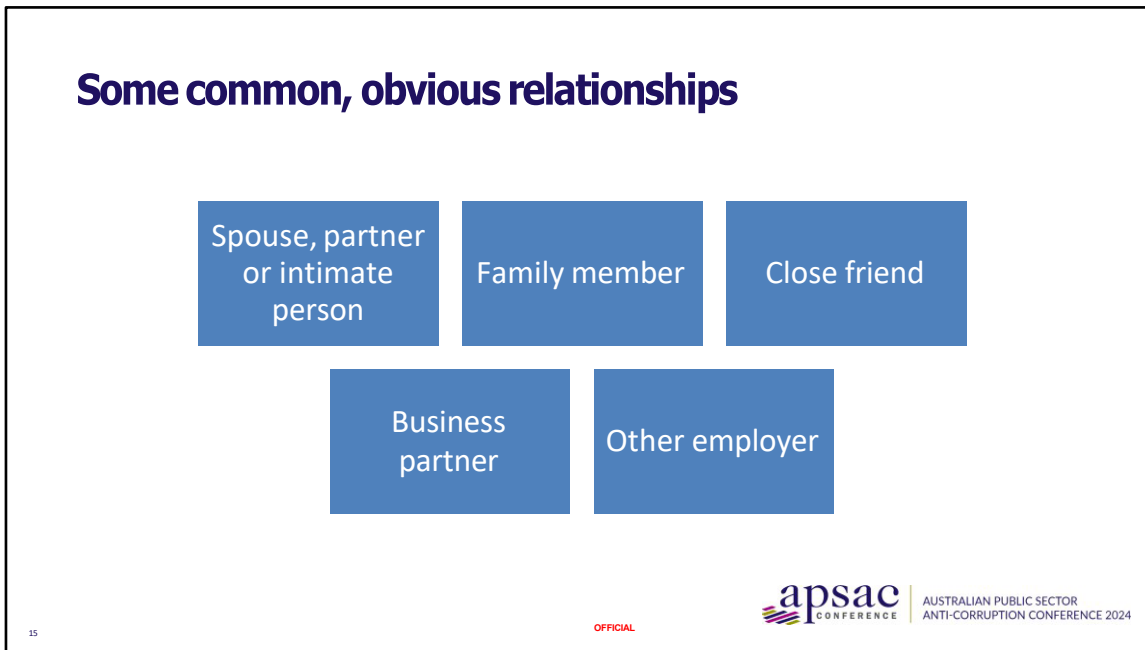 Some common, obvious relationships
Spouse, partner
or intimate
person
Family member
Close friend
Business
partner
Other employer
15
OFFICIAL
apsac
CONFERENCE
AUSTRALIAN PUBLIC SECTOR
ANTI-CORRUPTION CONFERENCE 2024